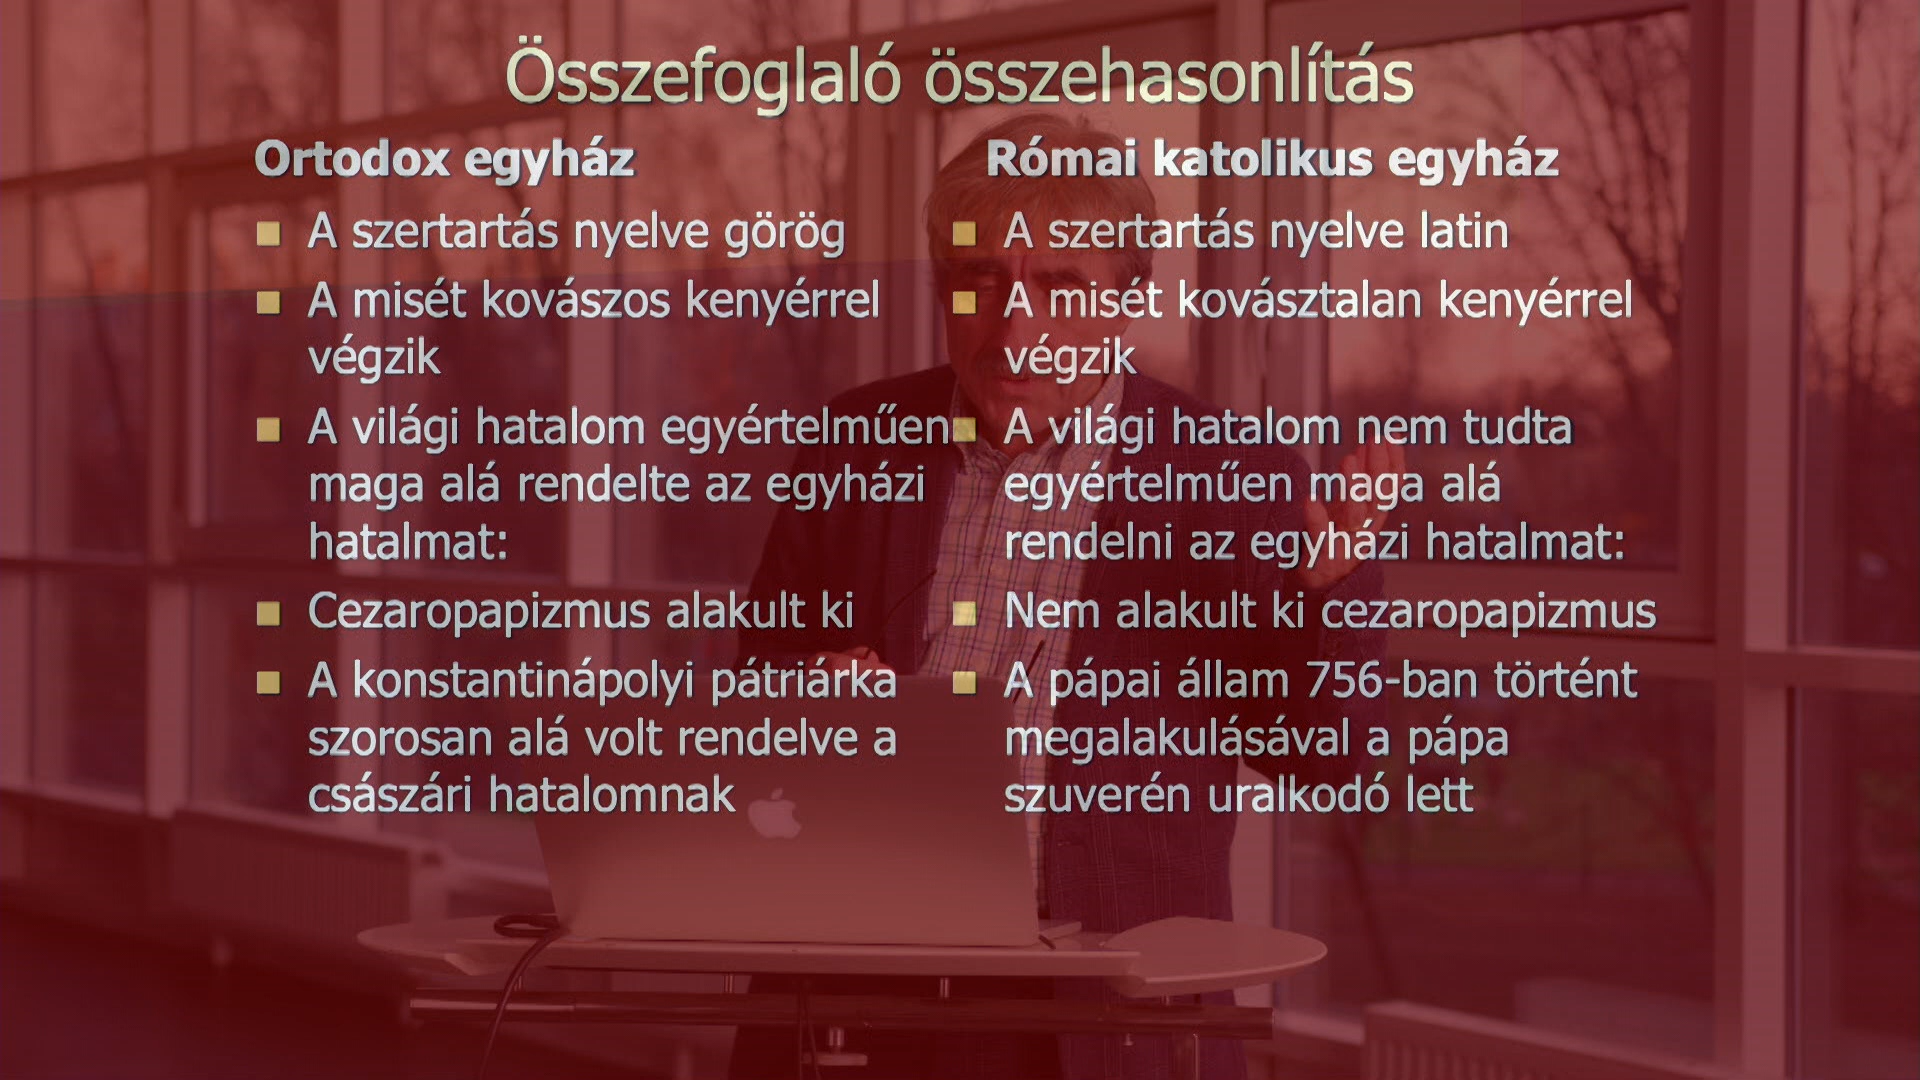 Összefoglaló összehasonlítás
Ortodox egyház
A szertartás nyelve görög
A misét kovászos kenyérrel
végzik
A világi hatalom egyértelműen
maga alá rendelte az egyházi
hatalmat:
Cezaropapizmus alakult ki
A konstantinápolyi pátriárka
szorosan alá volt rendelve a
császári hatalomnak
Római katolikus egyház
A szertartás nyelve latin
A misét kovásztalan kenyérrel
végzik
A világi hatalom nem tudta
egyértelműen maga alá
rendelni az egyházi hatalmat:
Nem alakult ki cezaropapizmus
A pápai állam 756-ban történt
megalakulásával a pápa
szuverén uralkodó lett